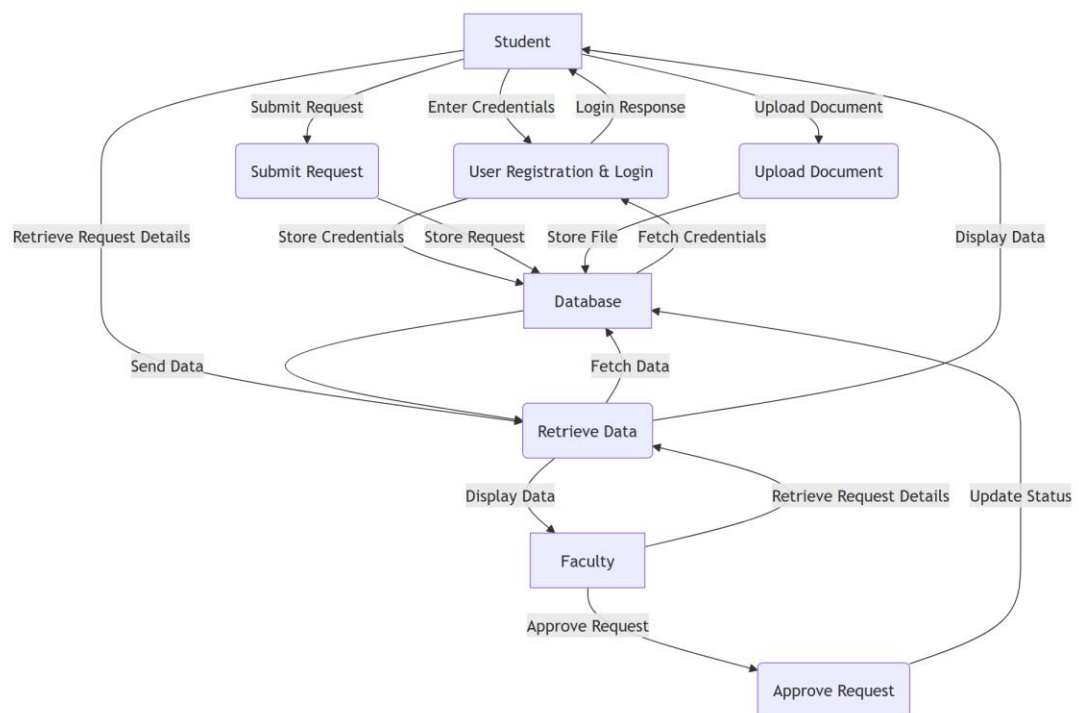 Student
Submit Request
Enter Credentials
Login Response
Upload Document
Submit Request
User Registration & Login
Upload Document
Retrieve Request Details
Store Credentials
Store Request
Store File
Fetch Credentials
Display Data
Database
Send Data
Fetch Data
Retrieve Data
Display Data
Retrieve Request Details
Update Status
Faculty
Approve Request
Approve Request